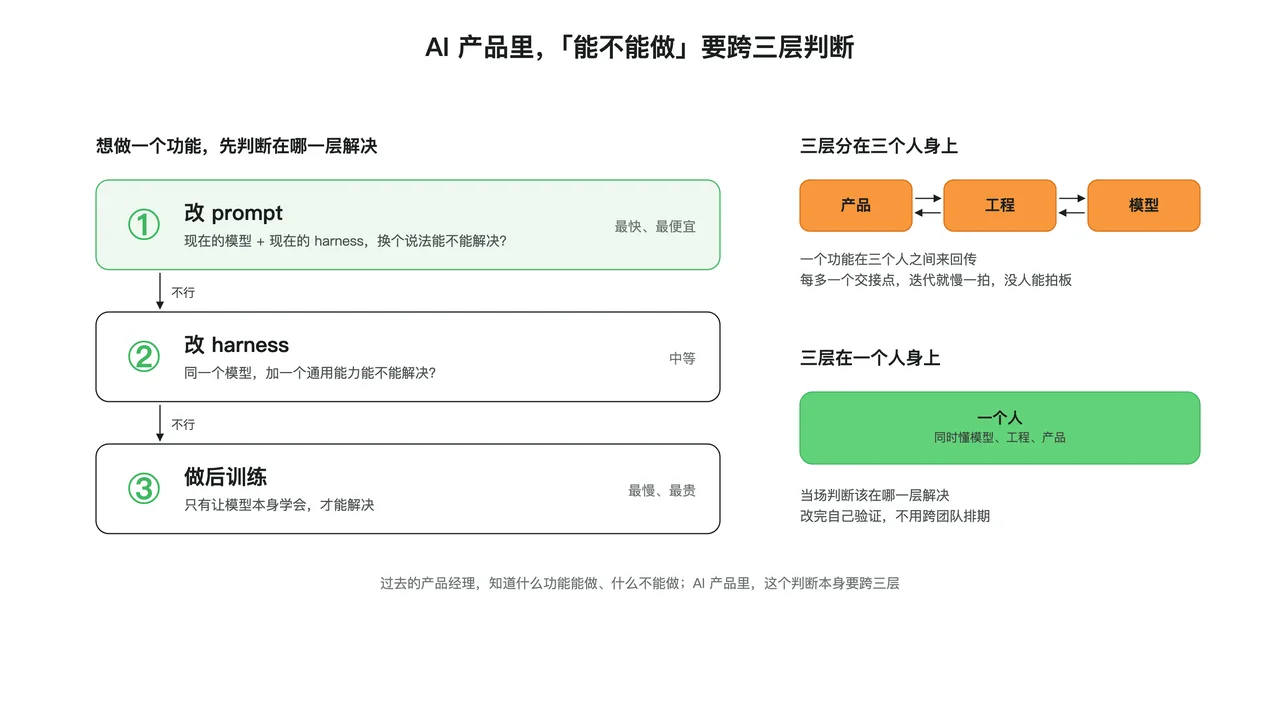 AI 产品里，「能不能做」要跨三层判断
想做一个功能，先判断在哪一层解决
①
改 prompt
现在的模型 + 现在的 harness，换个说法能不能解决？
最快、最便宜
不行
②
改 harness
同一个模型，加一个通用能力能不能解决？
中等
不行
③
做后训练
只有让模型本身学会，才能解决
最慢、最贵
三层分在三个人身上
产品
工程
模型
一个功能在三个人之间来回传
每多一个交接点，迭代就慢一拍，没人能拍板
三层在一个人身上
一个人
同时懂模型、工程、产品
当场判断该在哪一层解决
改完自己验证，不用跨团队排期
过去的产品经理，知道什么功能能做、什么不能做；AI 产品里，这个判断本身要跨三层